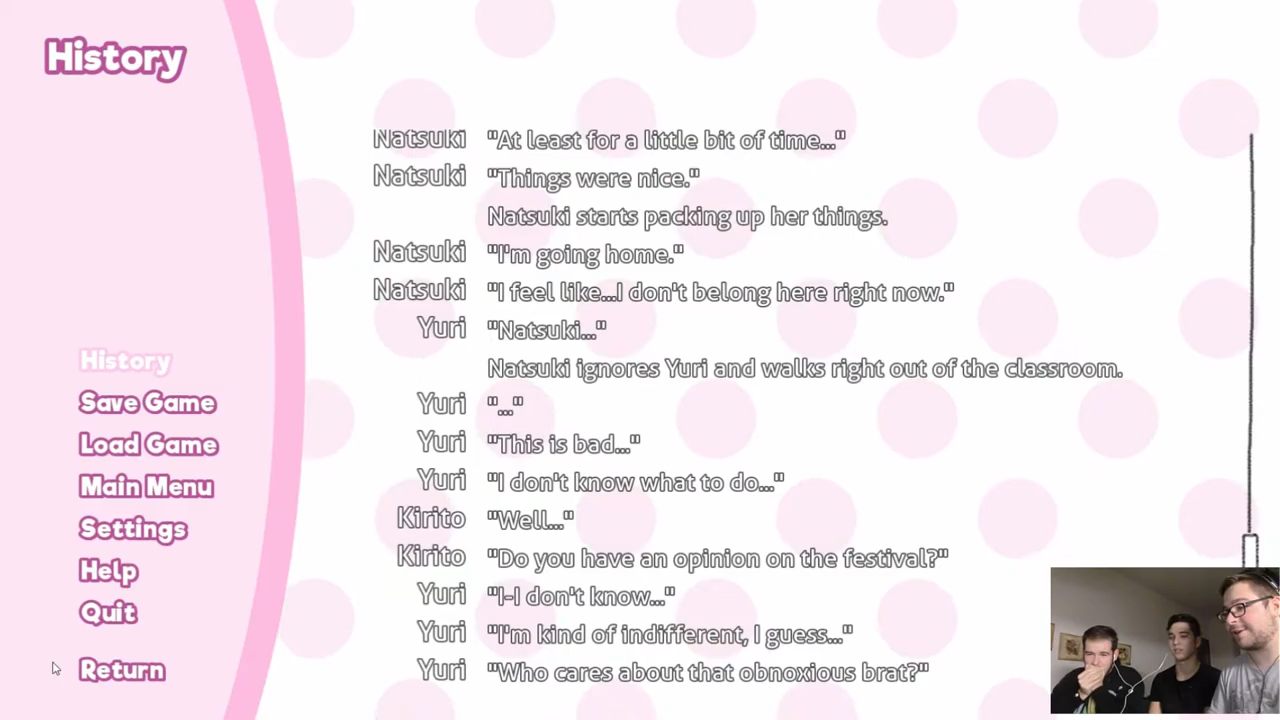 History
Natsuki "At least for a little bit of time..."
Natsuki "Things were nice."
Natsuki starts packing up her things.
Natsuki "I'm going home."
Natsuki "I feel like...I don't belong here right now."
Yuri "Natsuki..."
Natsuki ignores Yuri and walks right out of the classroom.
Yuri "..."
Yuri "This is bad..."
Yuri "I don't know what to do..."
Kirito "Well..."
Kirito "Do you have an opinion on the festival?"
Yuri "I-I don't know..."
Yuri "I'm kind of indifferent, I guess..."
Yuri "Who cares about that obnoxious brat?"
History
Save Game
Load Game
Main Menu
Settings
Help
Quit
Return